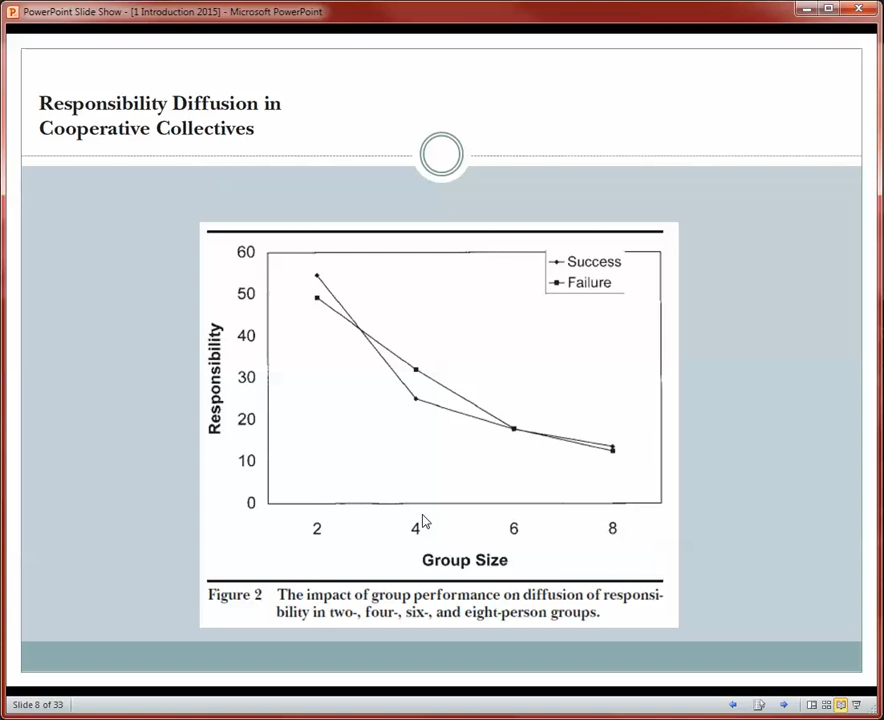 PowerPoint Slide Show - [1 Introduction 2015] - Microsoft PowerPoint
Responsibility Diffusion in
Cooperative Collectives
60
50
40
30
20
10
0
Responsibility
Success
Failure
2 4 6 8
Group Size
Figure 2 The impact of group performance on diffusion of responsi-
bility in two-, four-, six-, and eight-person groups.
Slide 8 of 33